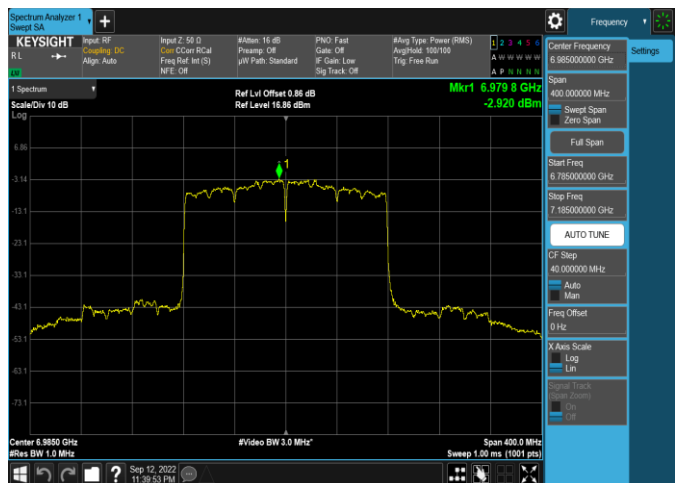 Spectrum Analyzer 1
Swept SA
+
Frequency
KEYSIGHT
RL
LU
Input: RF
Coupling: DC
Align: Auto
Input Z: 50 Ω
Corr CCorr RCal
Freq Ref: Int (S)
NFE: Off
#Atten: 16 dB
Preamp: Off
µW Path: Standard
PNO: Fast
Gate: Off
IF Gain: Low
Sig Track: Off
#Avg Type: Power (RMS)
Avg|Hold: 100/100
Trig: Free Run
1 2 3 4 5 6
A W W W W W
A P N N N N
1 Spectrum
Scale/Div 10 dB
Log
Ref Lvl Offset 0.86 dB
Ref Level 16.86 dBm
Mkr1 6.979 8 GHz
-2.920 dBm
6.86
-3.14
-13.1
-23.1
-33.1
-43.1
-53.1
-63.1
-73.1
1
Center 6.9850 GHz
#Res BW 1.0 MHz
#Video BW 3.0 MHz*
Span 400.0 MHz
Sweep 1.00 ms (1001 pts)
Center Frequency
6.985000000 GHz
Settings
Span
400.000000 MHz
Swept Span
Zero Span
Full Span
Start Freq
6.785000000 GHz
Stop Freq
7.185000000 GHz
AUTO TUNE
CF Step
40.000000 MHz
Auto
Man
Freq Offset
0 Hz
X Axis Scale
Log
Lin
Signal Track
(Span Zoom)
On
Off
?
Sep 12, 2022
11:39:53 PM